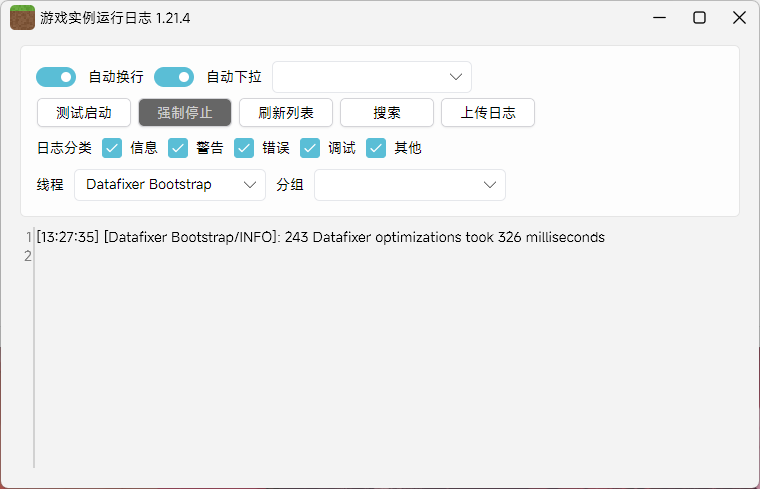 游戏实例运行日志 1.21.4
自动换行 自动下拉
测试启动 强制停止 刷新列表 搜索 上传日志
日志分类 信息 警告 错误 调试 其他
线程 Datafixer Bootstrap 分组
1 [13:27:35] [Datafixer Bootstrap/INFO]: 243 Datafixer optimizations took 326 milliseconds
2